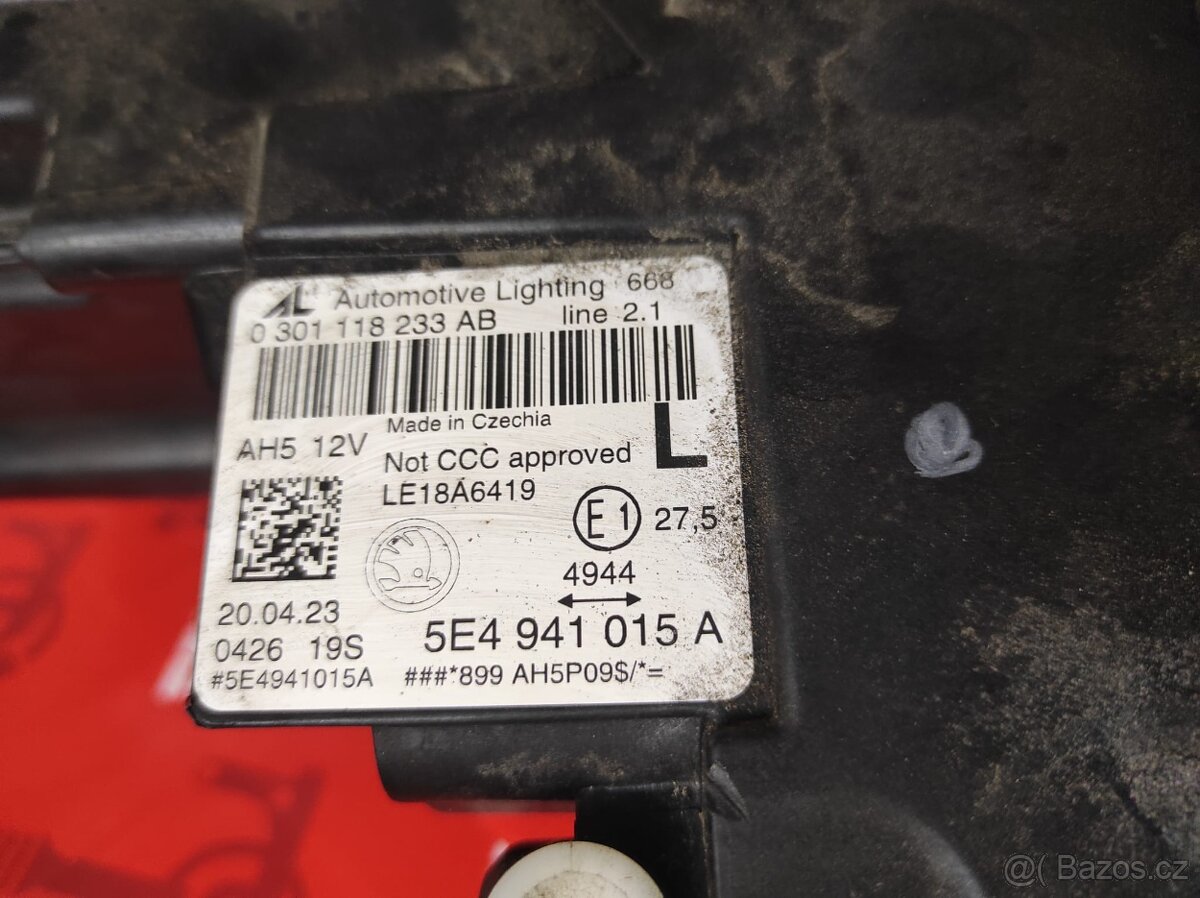 AL Automotive Lighting 668
0 301 118 233 AB line 2.1
Made in Czechia
AH5 12V
Not CCC approved L
LE18A6419
E1 27,5
4944
20.04.23
0426 19S
5E4 941 015 A
#5E4941015A ###*899 AH5P09$/*=
@( Bazos.cz